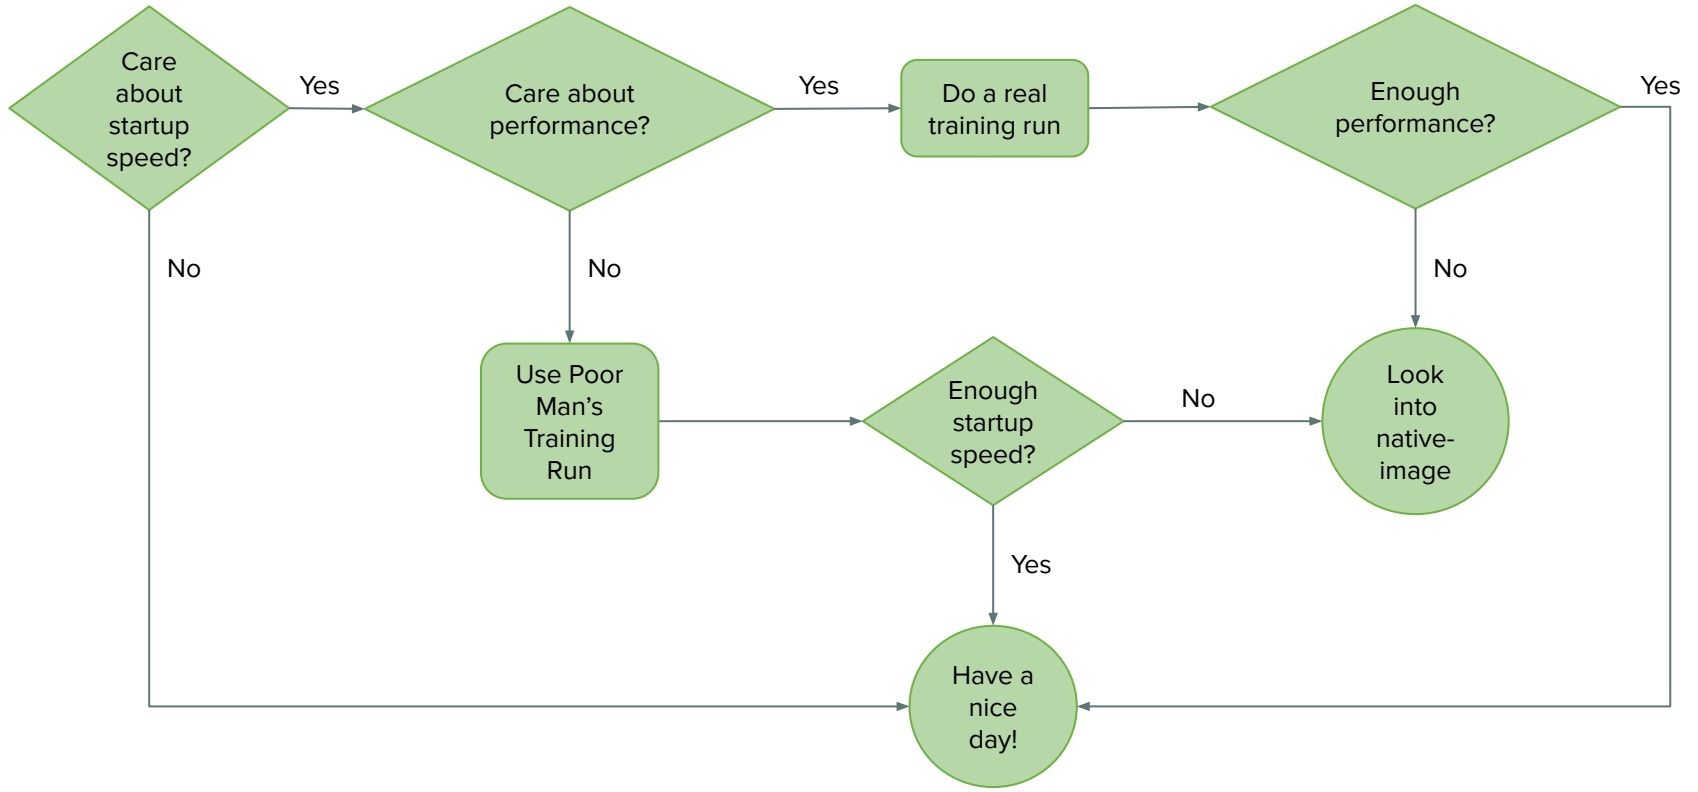 Care
about
startup
speed?
Yes
Care about
performance?
Yes
Do a real
training run
Enough
performance?
Yes
No
No
No
Use Poor
Man’s
Training
Run
Enough
startup
speed?
No
Look
into
native-
image
Yes
Have a
nice
day!